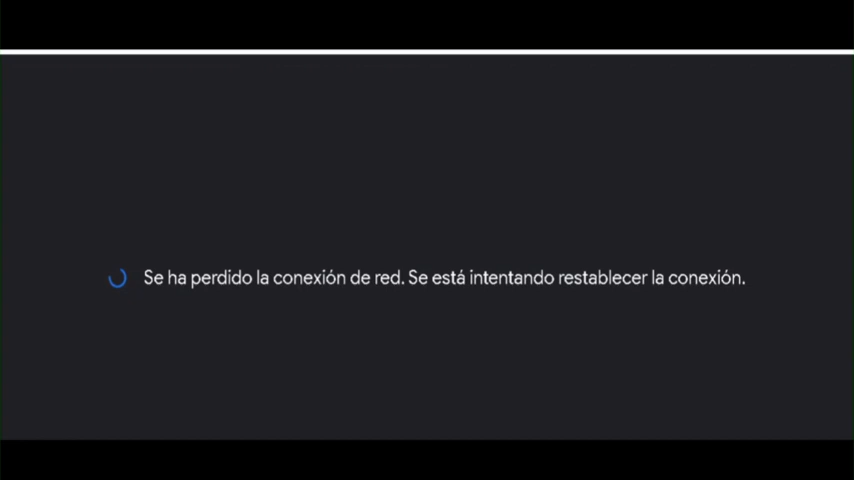 Se ha perdido la conexión de red. Se está intentando restablecer la conexión.